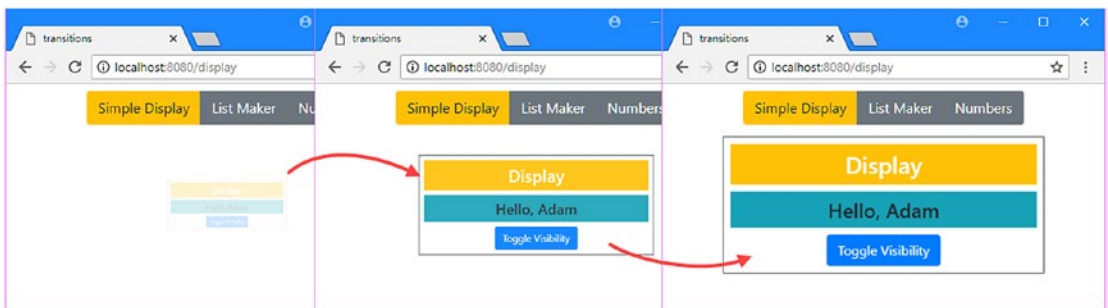 transitions
localhost:8080/display
Simple Display List Maker Nu
transitions
localhost:8080/display
Simple Display List Maker Numbers
Display
Hello, Adam
Toggle Visibility
transitions
localhost:8080/display
Simple Display List Maker Numbers
Display
Hello, Adam
Toggle Visibility